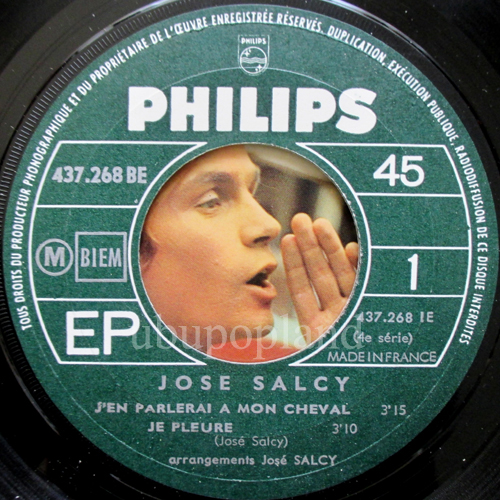 TOUS DROITS DU PRODUCTEUR PHONOGRAPHIQUE ET DU PROPRIÉTAIRE DE L'ŒUVRE ENREGISTRÉE RÉSERVÉS. DUPLICATION, EXÉCUTION PUBLIQUE, RADIODIFFUSION DE CE DISQUE INTERDITES
PHILIPS
PHILIPS
437.268 BE
45
M BIEM
1
EP
437.268 1E
(4e série)
MADE IN FRANCE
ubupopland
JOSE SALCY
J'EN PARLERAI A MON CHEVAL 3'15
JE PLEURE 3'10
(José Salcy)
arrangements José SALCY